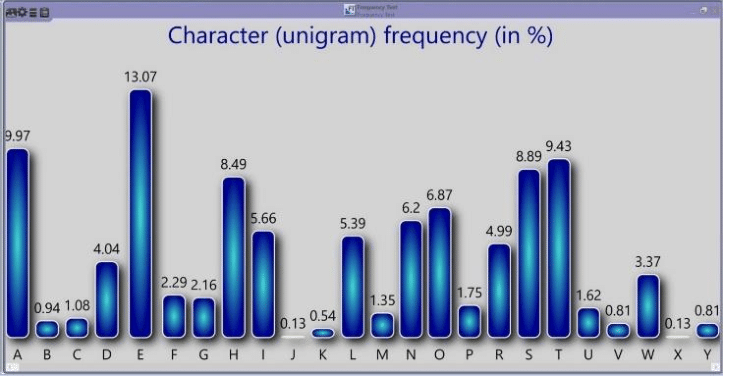 Frequency Test
Frequency Test
Character (unigram) frequency (in %)
9.97 0.94 1.08 4.04 13.07 2.29 2.16 8.49 5.66 0.13 0.54 5.39 1.35 6.2 6.87 1.75 4.99 8.89 9.43 1.62 0.81 3.37 0.13 0.81
A B C D E F G H I J K L M N O P R S T U V W X Y